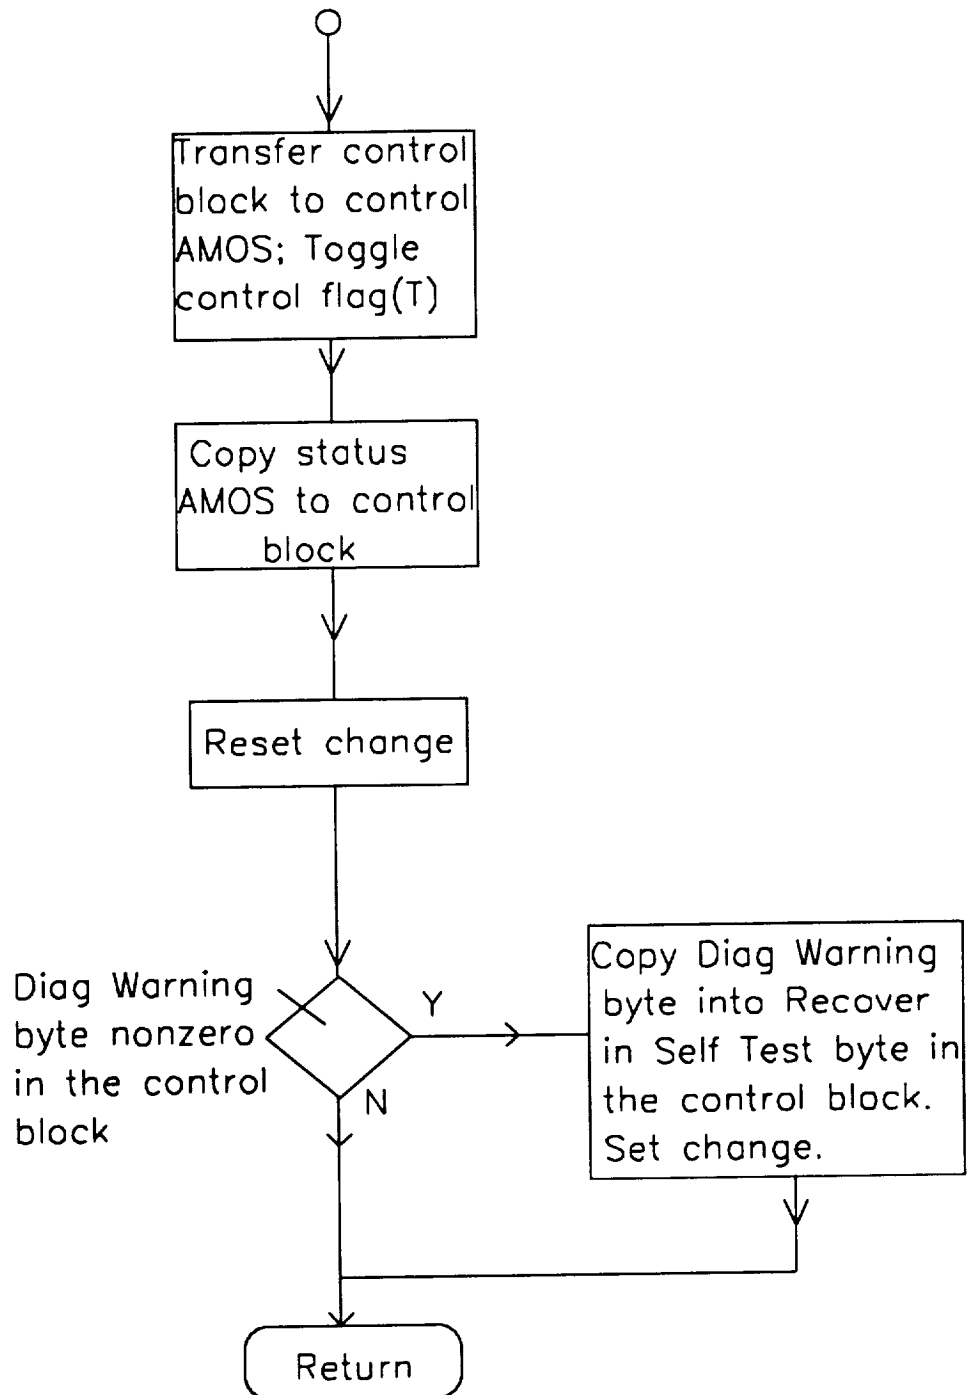 Transfer control
block to control
AMOS; Toggle
control flag(T)
Copy status
AMOS to control
block
Reset change
Diag Warning
byte nonzero
in the control
block
Y
N
Copy Diag Warning
byte into Recover
in Self Test byte in
the control block.
Set change.
Return